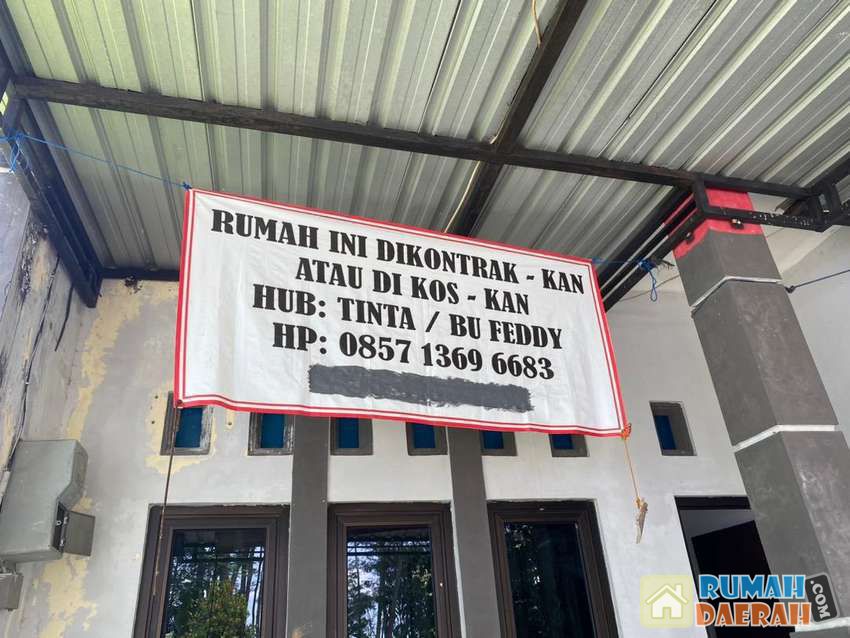 RUMAH INI DIKONTRAK - KAN
ATAU DI KOS - KAN
HUB: TINTA / BU FEDDY
HP: 0857 1369 6683
RUMAH
DAERAH.COM